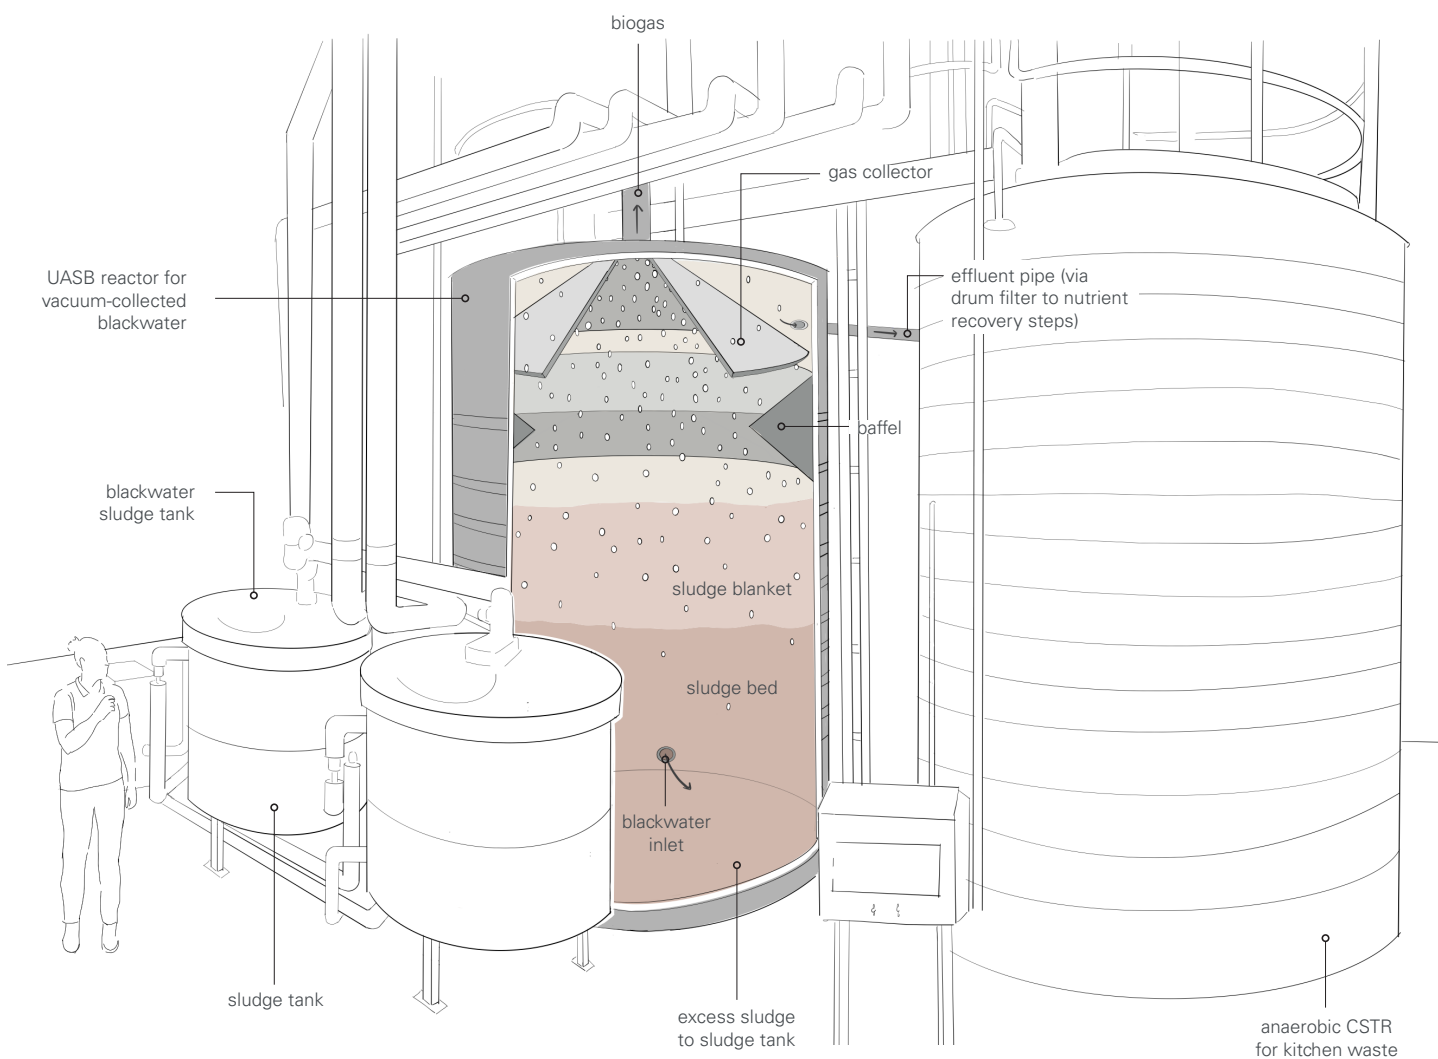 biogas
gas collector
UASB reactor for
vacuum-collected
blackwater
effluent pipe (via
drum filter to nutrient
recovery steps)
baffel
blackwater
sludge tank
sludge blanket
sludge bed
blackwater
inlet
sludge tank
excess sludge
to sludge tank
anaerobic CSTR
for kitchen waste